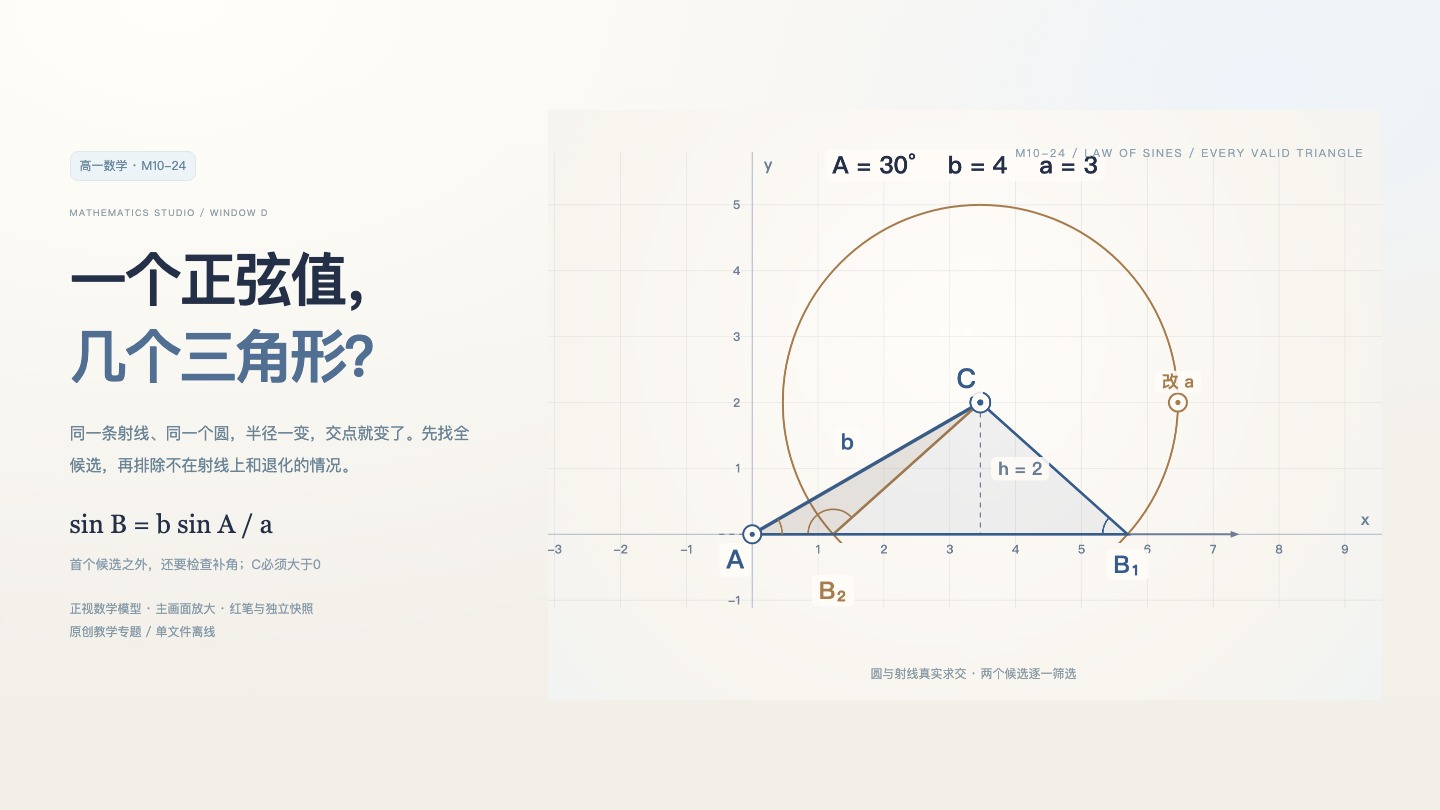 高一数学 · M10–24
MATHEMATICS STUDIO / WINDOW D
一个正弦值，
几个三角形?
同一条射线、同一个圆，半径一变，交点就变了。先找全
候选，再排除不在射线上和退化的情况。
sin B = b sin A / a
首个候选之外，还要检查补角；C必须大于0
正视数学模型 · 主画面放大 · 红笔与独立快照
原创教学专题 / 单文件离线
M10–24 / LAW OF SINES / EVERY VALID TRIANGLE
A = 30° b = 4 a = 3
y
5
4
3
2
1
−1
C
改 a
b
h = 2
x
−3 −2 −1 1 2 3 4 5 6 7 8 9
A
B₁
B₂
圆与射线真实求交 · 两个候选逐一筛选